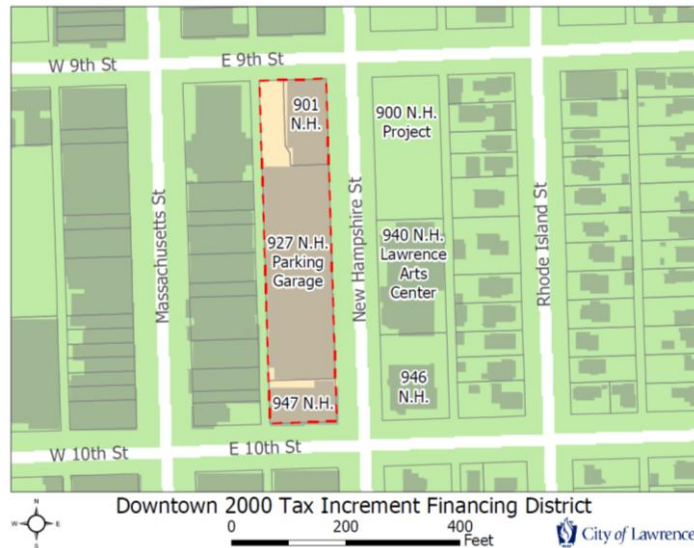 W 9th St
E 9th St
901
N.H.
900 N.H.
Project
Massachusetts St
927 N.H.
Parking
Garage
New Hampshire St
940 N.H.
Lawrence
Arts
Center
Rhode Island St
947 N.H.
946
N.H.
W 10th St
E 10th St
Downtown 2000 Tax Increment Financing District
N
W
E
S
0 200 400
Feet
City of Lawrence